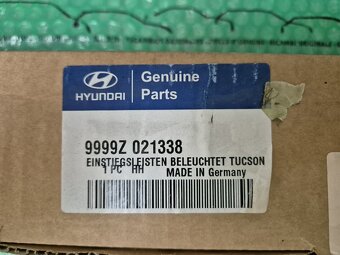 HYUNDAI
Genuine
Parts
9999Z 021338
EINSTIEGSLEISTEN BELEUCHTET TUCSON
1 PC HH
MADE IN Germany